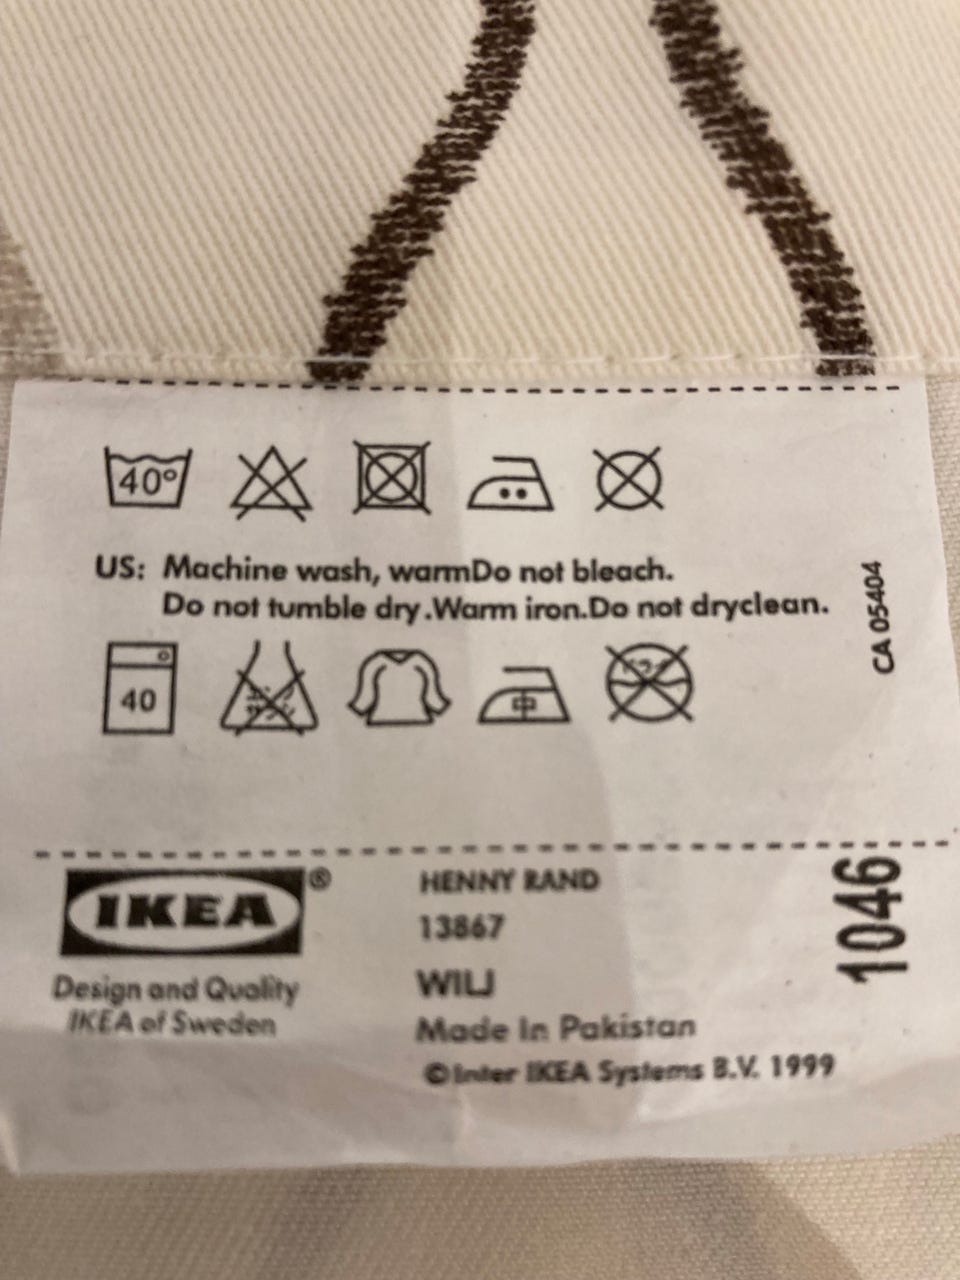 40°
US: Machine wash, warmDo not bleach.
Do not tumble dry.Warm iron.Do not dryclean.
CA 05404
40
中
IKEA®
Design and Quality
IKEA of Sweden
HENNY RAND
13867
WILJ
Made In Pakistan
© Inter IKEA Systems B.V. 1999
1046